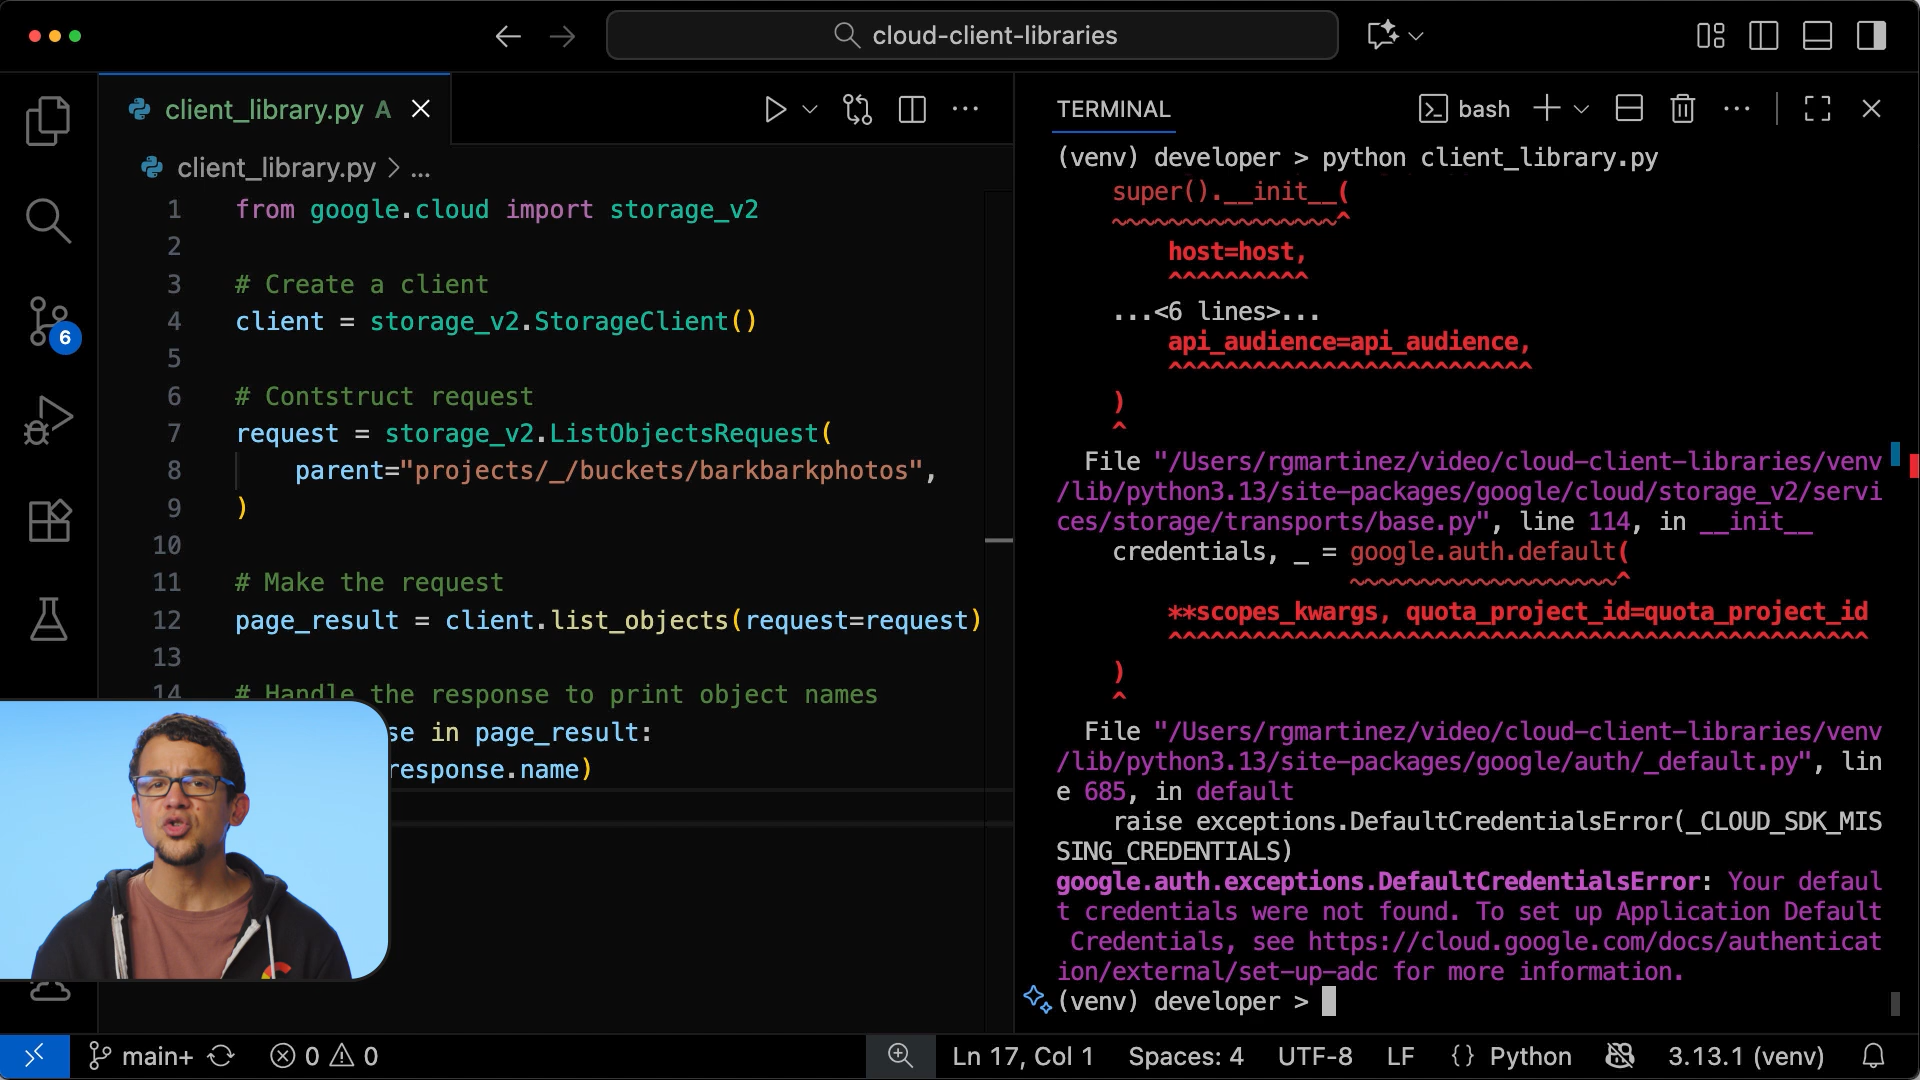 cloud-client-libraries
client_library.py A
client_library.py > ...
1 from google.cloud import storage_v2
2
3 # Create a client
4 client = storage_v2.StorageClient()
5
6 # Contstruct request
7 request = storage_v2.ListObjectsRequest(
8 parent="projects/_/buckets/barkbarkphotos",
9 )
10
11 # Make the request
12 page_result = client.list_objects(request=request)
13
14 # Handle the response to print object names
se in page_result:
response.name)
6
TERMINAL
bash
(venv) developer > python client_library.py
super().__init__(
~~~~~~~~~~~~~~~~^
host=host,
^^^^^^^^^^
...<6 lines>...
api_audience=api_audience,
^^^^^^^^^^^^^^^^^^^^^^^^^^
)
^
File "/Users/rgmartinez/video/cloud-client-libraries/venv
/lib/python3.13/site-packages/google/cloud/storage_v2/servi
ces/storage/transports/base.py", line 114, in __init__
credentials, _ = google.auth.default(
~~~~~~~~~~~~~~~~~~~^
**scopes_kwargs, quota_project_id=quota_project_id
^^^^^^^^^^^^^^^^^^^^^^^^^^^^^^^^^^^^^^^^^^^^^^^^^^
)
^
File "/Users/rgmartinez/video/cloud-client-libraries/venv
/lib/python3.13/site-packages/google/auth/_default.py", lin
e 685, in default
raise exceptions.DefaultCredentialsError(_CLOUD_SDK_MIS
SING_CREDENTIALS)
google.auth.exceptions.DefaultCredentialsError: Your defaul
t credentials were not found. To set up Application Default
Credentials, see https://cloud.google.com/docs/authenticat
ion/external/set-up-adc for more information.
(venv) developer >
main+ 0 0
Ln 17, Col 1 Spaces: 4 UTF-8 LF {} Python 3.13.1 (venv)